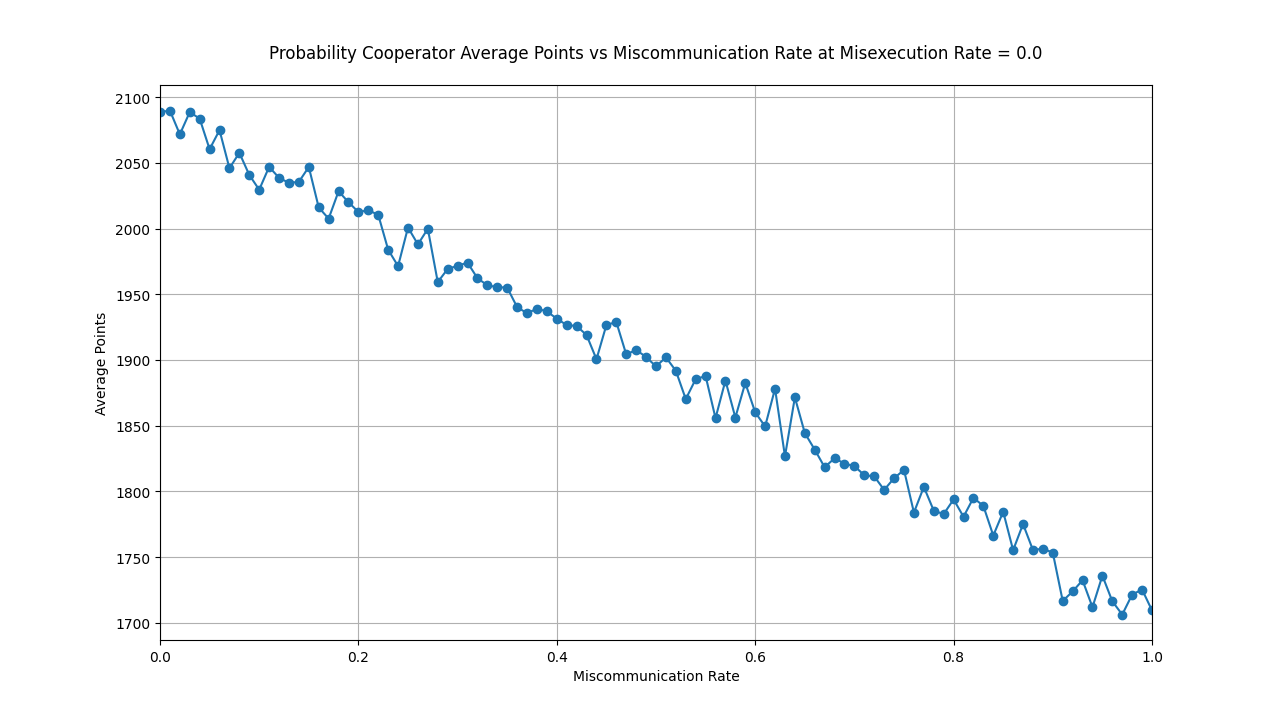 Probability Cooperator Average Points vs Miscommunication Rate at Misexecution Rate = 0.0
2100
2050
2000
1950
1900
1850
1800
1750
1700
Average Points
0.0 0.2 0.4 0.6 0.8 1.0
Miscommunication Rate